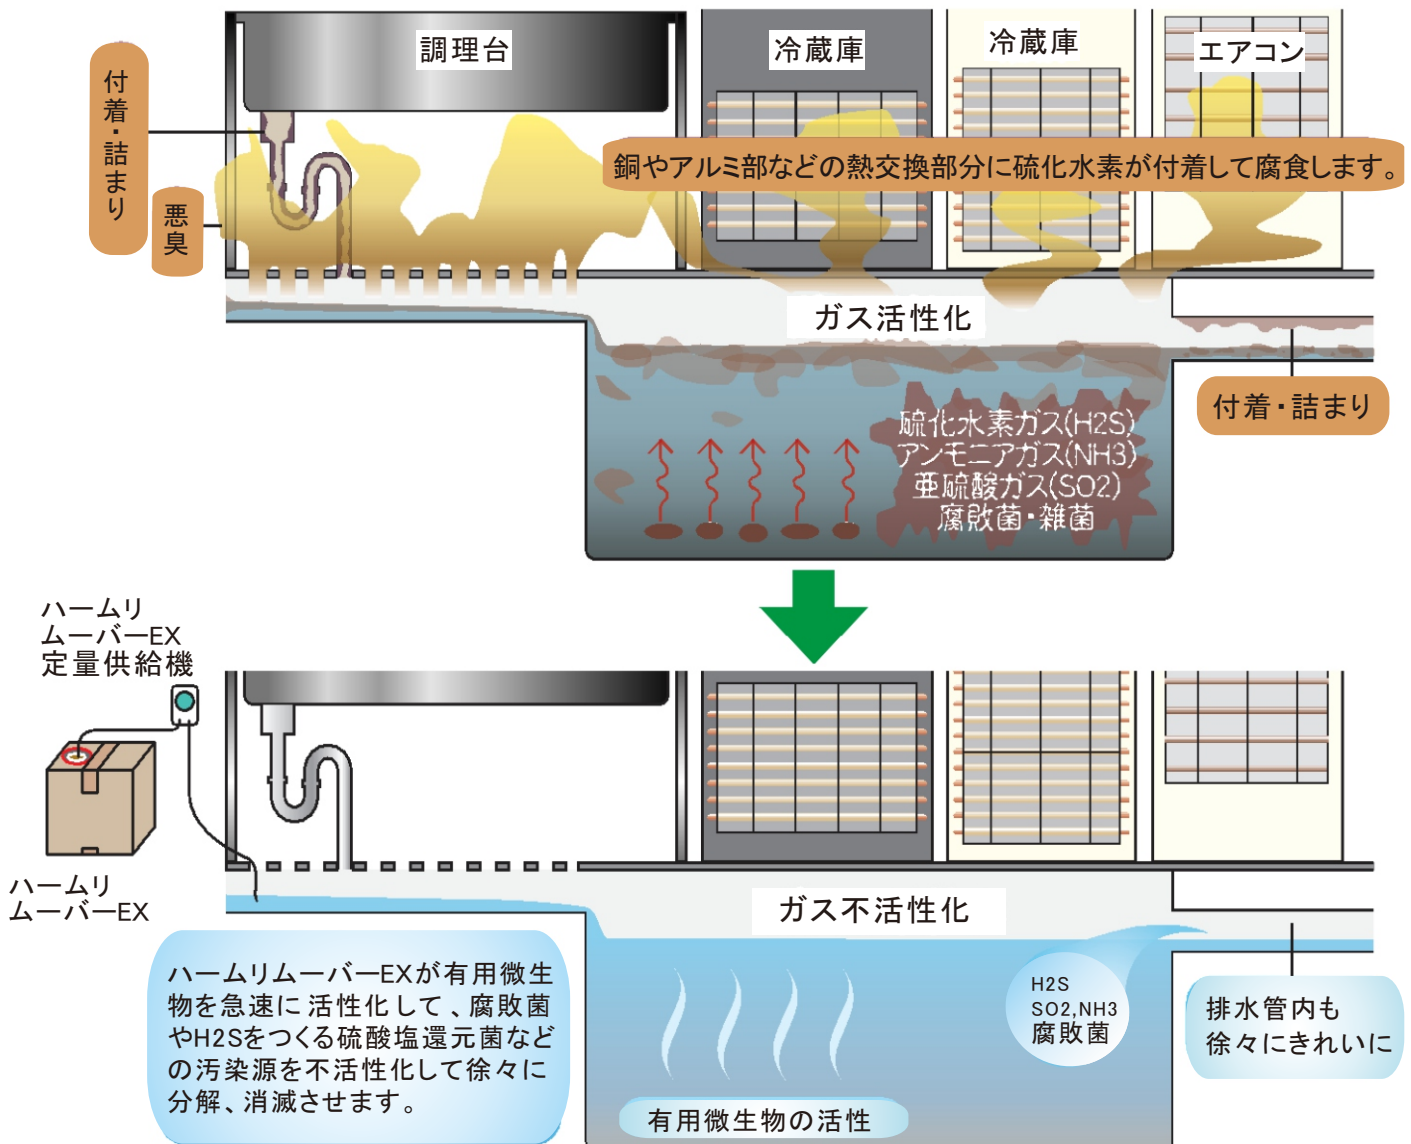 調理台
冷蔵庫
冷蔵庫
エアコン
付着・詰まり
悪臭
銅やアルミ部などの熱交換部分に硫化水素が付着して腐食します。
ガス活性化
付着・詰まり
硫化水素ガス(H2S)
アンモニアガス(NH3)
亜硫酸ガス(SO2)
腐敗菌・雑菌
ハームリ
ムーバーEX
定量供給機
ハームリ
ムーバーEX
ガス不活性化
ハームリムーバーEXが有用微生
物を急速に活性化して、腐敗菌
やH2Sをつくる硫酸塩還元菌など
の汚染源を不活性化して徐々に
分解、消滅させます。
H2S
SO2,NH3
腐敗菌
排水管内も
徐々にきれいに
有用微生物の活性